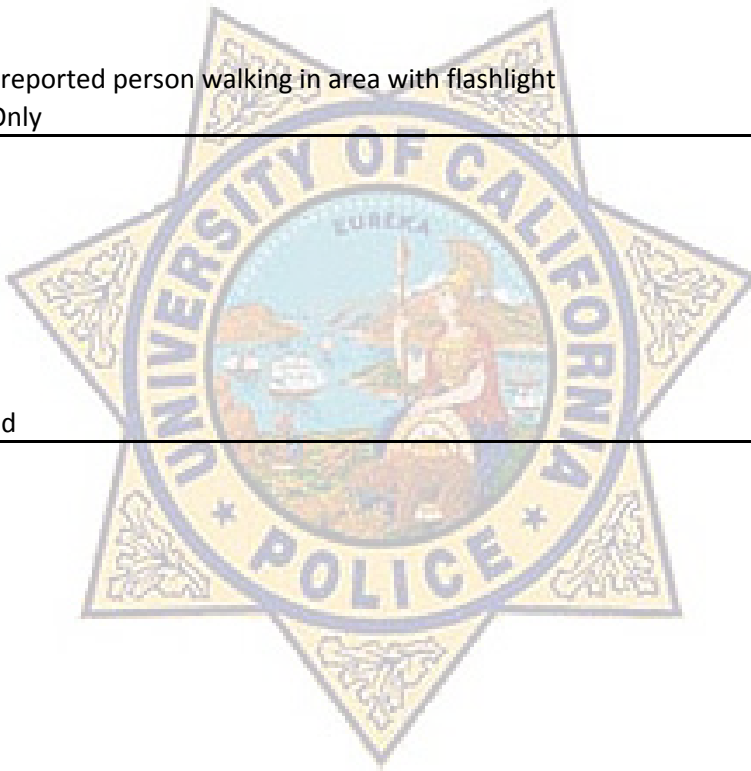 reported person walking in area with flashlight
Only
UNIVERSITY OF CALIFORNIA
EUREKA
d
POLICE